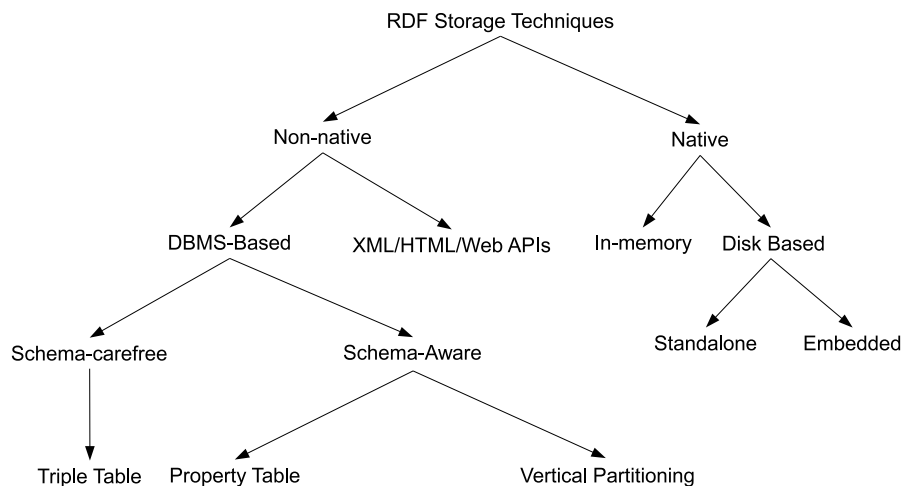 RDF Storage Techniques
Non-native
Native
DBMS-Based
XML/HTML/Web APIs
In-memory
Disk Based
Schema-carefree
Schema-Aware
Standalone
Embedded
Triple Table
Property Table
Vertical Partitioning